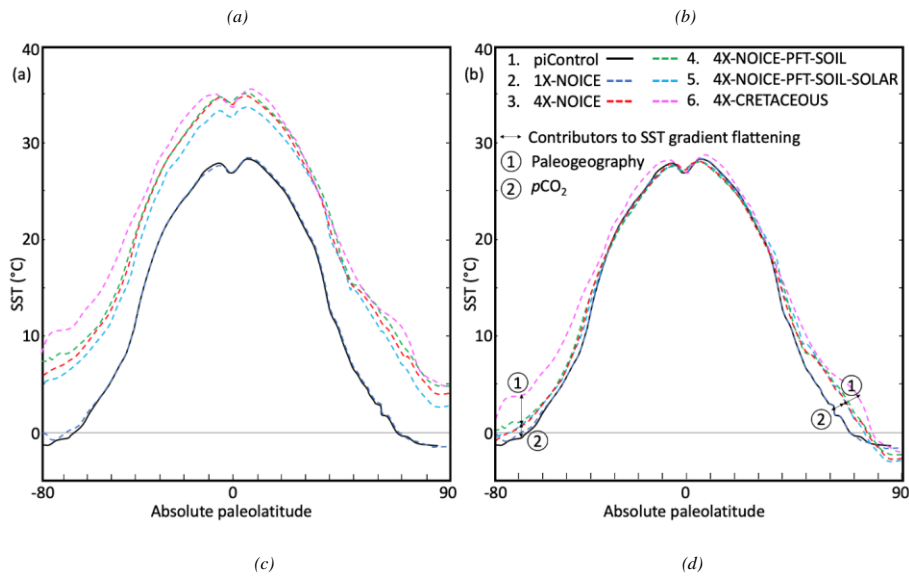 (a) (b)
(a) (b)
1. piControl 4. 4X-NOICE-PFT-SOIL
2. 1X-NOICE 5. 4X-NOICE-PFT-SOIL-SOLAR
3. 4X-NOICE 6. 4X-CRETACEOUS
Contributors to SST gradient flattening
1 Paleogeography
2 pCO₂
SST (°C)
40
30
20
10
0
-80 0 90
Absolute paleolatitude
SST (°C)
40
30
20
10
0
1
2
1
2
-80 0 90
Absolute paleolatitude
(c) (d)